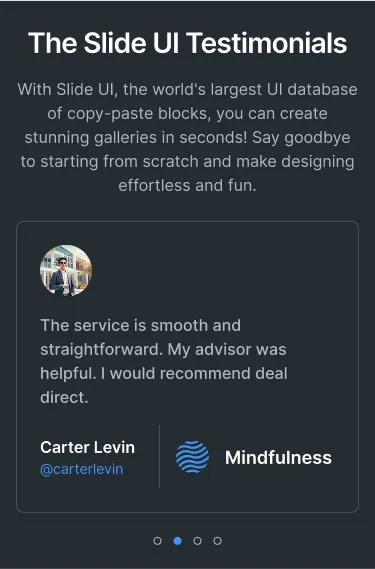 The Slide UI Testimonials
With Slide UI, the world's largest UI database
of copy-paste blocks, you can create
stunning galleries in seconds! Say goodbye
to starting from scratch and make designing
effortless and fun.
The service is smooth and
straightforward. My advisor was
helpful. I would recommend deal
direct.
Carter Levin
@carterlevin
Mindfulness